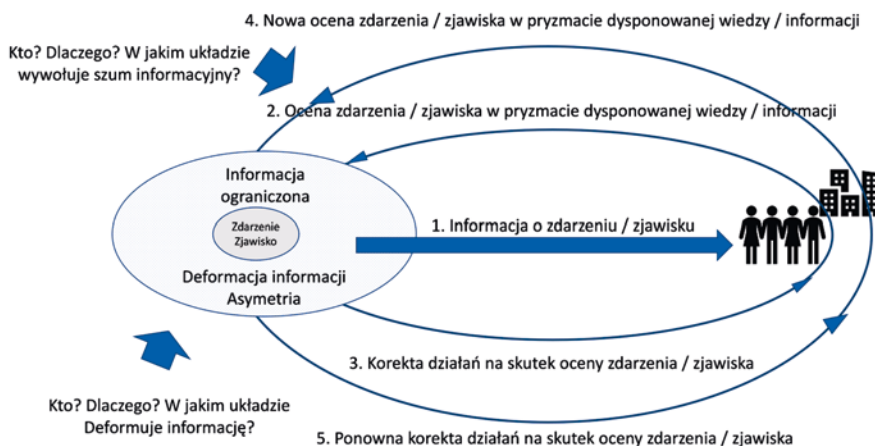 4. Nowa ocena zdarzenia / zjawiska w pryzmacie dysponowanej wiedzy / informacji
Kto? Dlaczego? W jakim układzie
wywołuje szum informacyjny?
2. Ocena zdarzenia / zjawiska w pryzmacie dysponowanej wiedzy / informacji
Informacja
ograniczona
Zdarzenie
Zjawisko
1. Informacja o zdarzeniu / zjawisku
Deformacja informacji
Asymetria
3. Korekta działań na skutek oceny zdarzenia / zjawiska
Kto? Dlaczego? W jakim układzie
Deformuje informację?
5. Ponowna korekta działań na skutek oceny zdarzenia / zjawiska